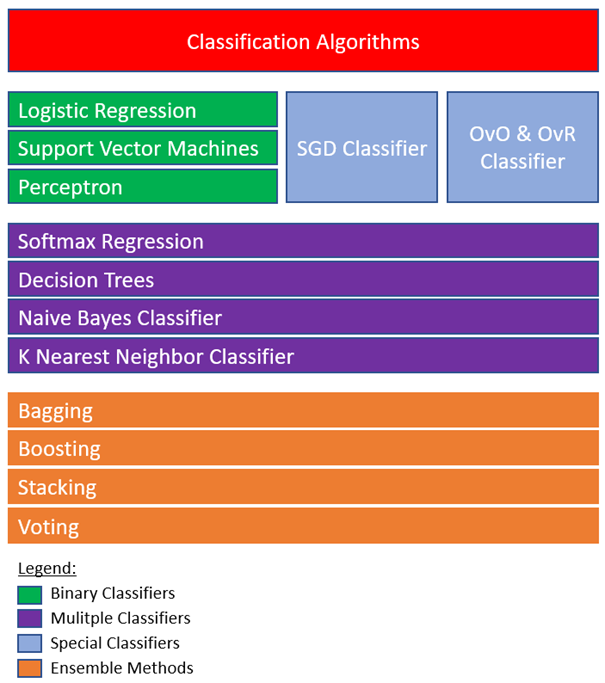 Classification Algorithms
Logistic Regression
Support Vector Machines
Perceptron
SGD Classifier
OvO & OvR
Classifier
Softmax Regression
Decision Trees
Naive Bayes Classifier
K Nearest Neighbor Classifier
Bagging
Boosting
Stacking
Voting
Legend:
Binary Classifiers
Mulitple Classifiers
Special Classifiers
Ensemble Methods